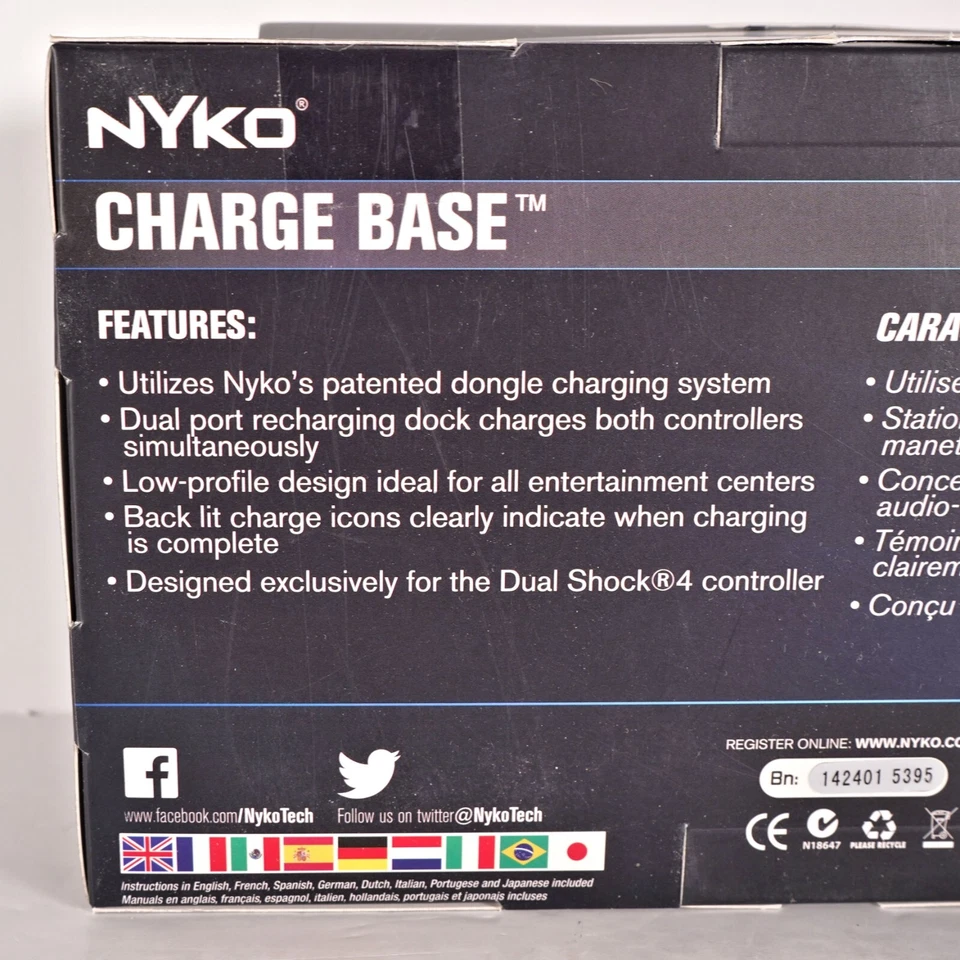 NYKO®
CHARGE BASE™
FEATURES:
• Utilizes Nyko's patented dongle charging system
• Dual port recharging dock charges both controllers
simultaneously
• Low-profile design ideal for all entertainment centers
• Back lit charge icons clearly indicate when charging
is complete
• Designed exclusively for the Dual Shock®4 controller
CARA
• Utilise
• Statio
manet
• Conce
audio-
• Témoin
clairem
• Conçu
f
www.facebook.com/NykoTech
Follow us on twitter@NykoTech
REGISTER ONLINE: WWW.NYKO.CO
Bn: 142401 5395
CE
N18647
PLEASE RECYCLE
Instructions in English, French, Spanish, German, Dutch, Italian, Portugese and Japanese included
Manuels en anglais, français, espagnol, italien, hollandais, portugais et japonais incluses